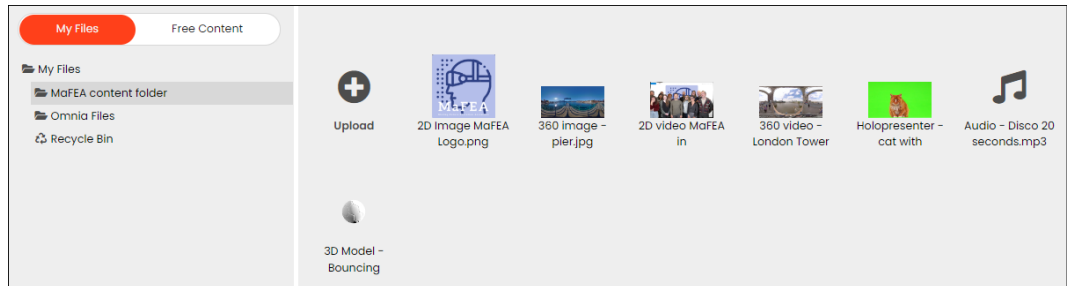 My Files
Free Content
My Files
MaFEA content folder
Omnia Files
Recycle Bin
Upload
MaFEA
2D Image MaFEA
Logo.png
360 image -
pier.jpg
2D video MaFEA
in
360 video -
London Tower
Holopresenter -
cat with
Audio - Disco 20
seconds.mp3
3D Model -
Bouncing